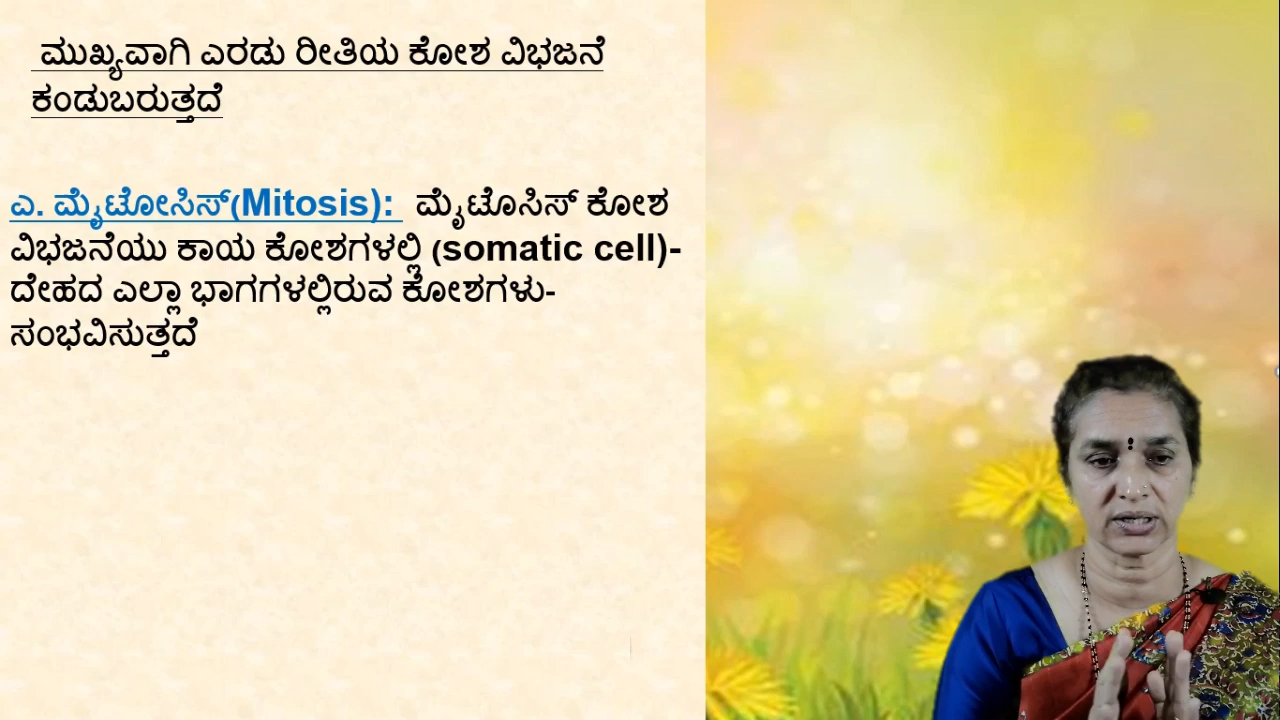 ಮುಖ್ಯವಾಗಿ ಎರಡು ರೀತಿಯ ಕೋಶ ವಿಭಜನೆ
ಕಂಡುಬರುತ್ತದೆ
ಎ. ಮೈಟೋಸಿಸ್(Mitosis): ಮೈಟೊಸಿಸ್ ಕೋಶ
ವಿಭಜನೆಯು ಕಾಯ ಕೋಶಗಳಲ್ಲಿ (somatic cell)-
ದೇಹದ ಎಲ್ಲಾ ಭಾಗಗಳಲ್ಲಿರುವ ಕೋಶಗಳು-
ಸಂಭವಿಸುತ್ತದೆ